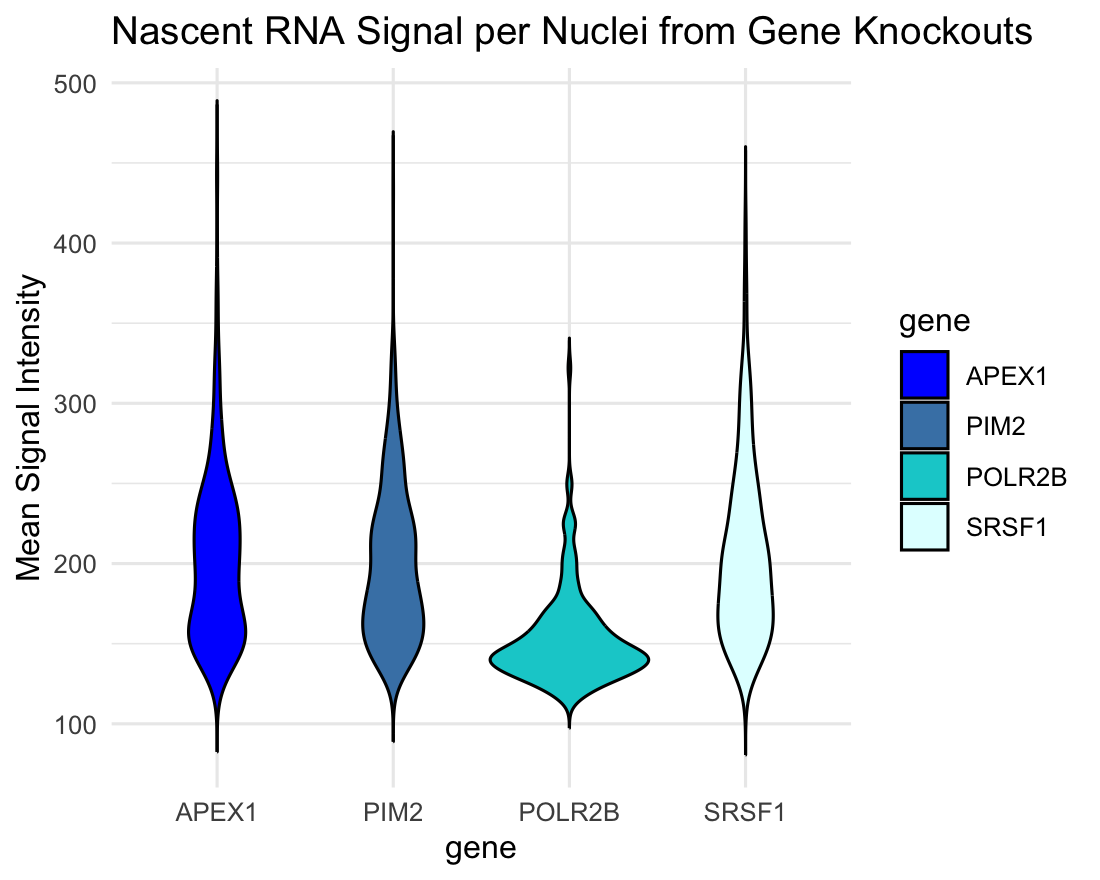 Nascent RNA Signal per Nuclei from Gene Knockouts
500
400
300
200
100
Mean Signal Intensity
APEX1
PIM2
POLR2B
SRSF1
gene
gene
APEX1
PIM2
POLR2B
SRSF1